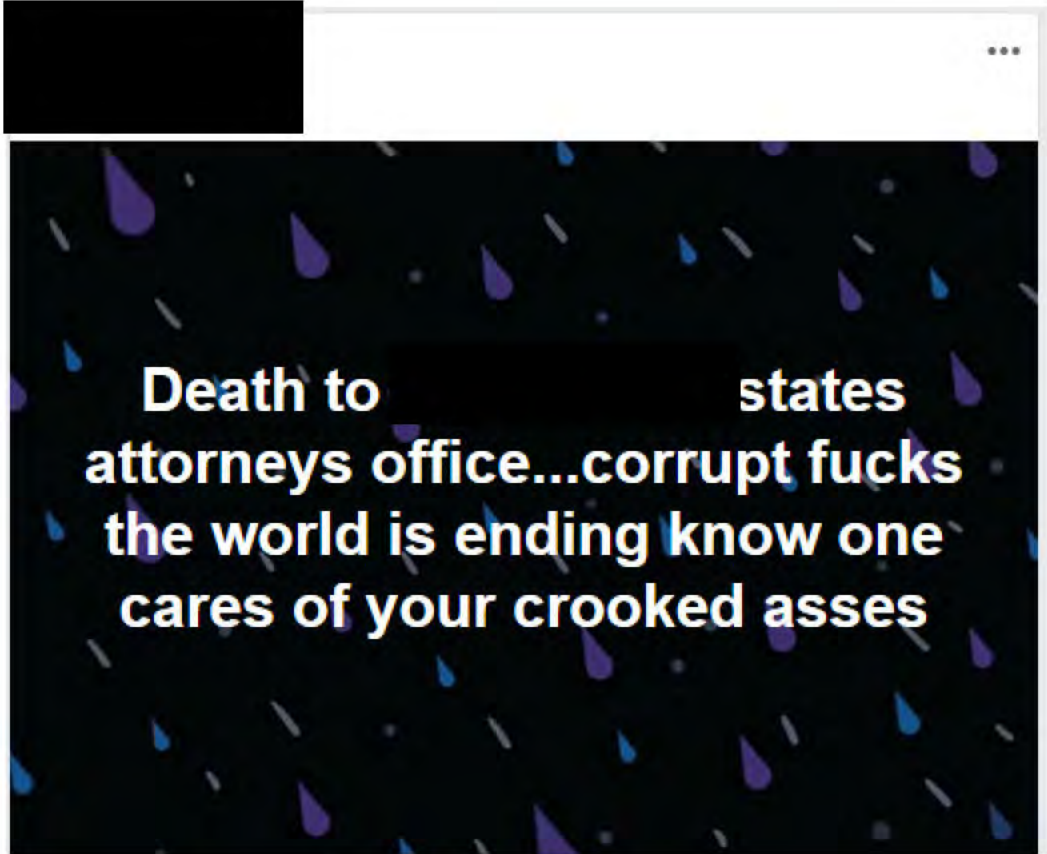 Death to states
attorneys office...corrupt fucks
the world is ending know one
cares of your crooked asses